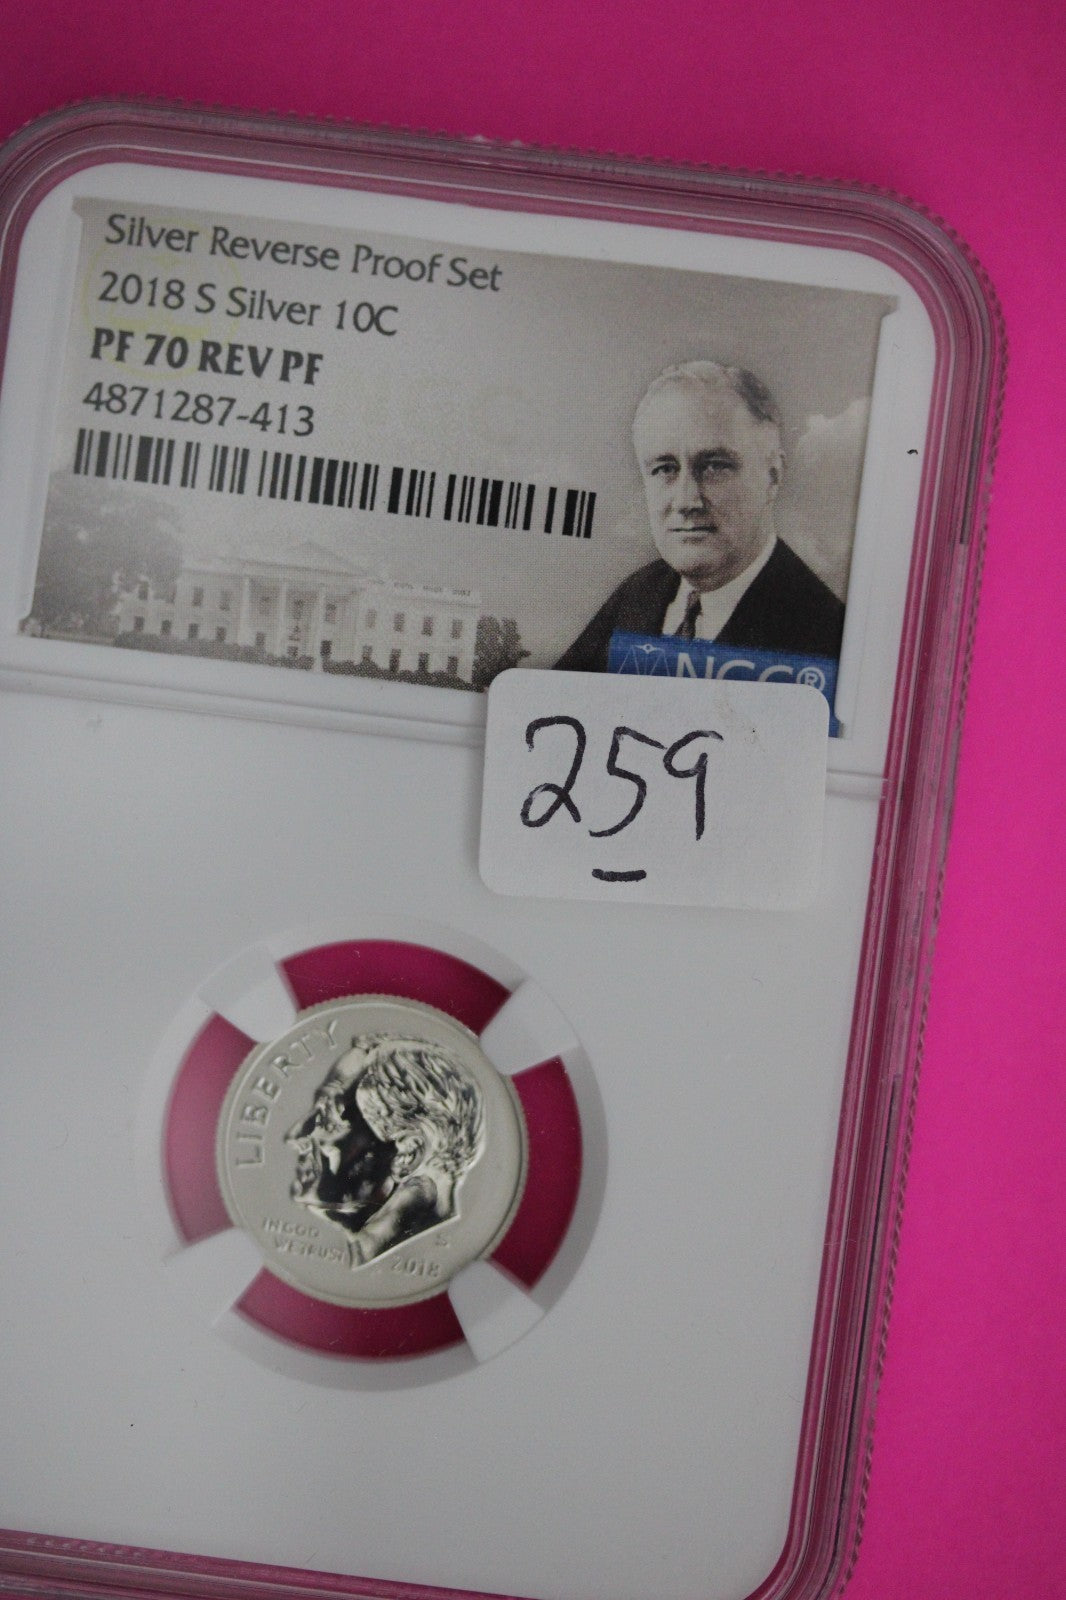 Silver Reverse Proof Set
2018 S Silver 10C
PF 70 REV PF
4871287-413
NGC®
259
LIBERTY
IN GOD
WE TRUST
S
2018